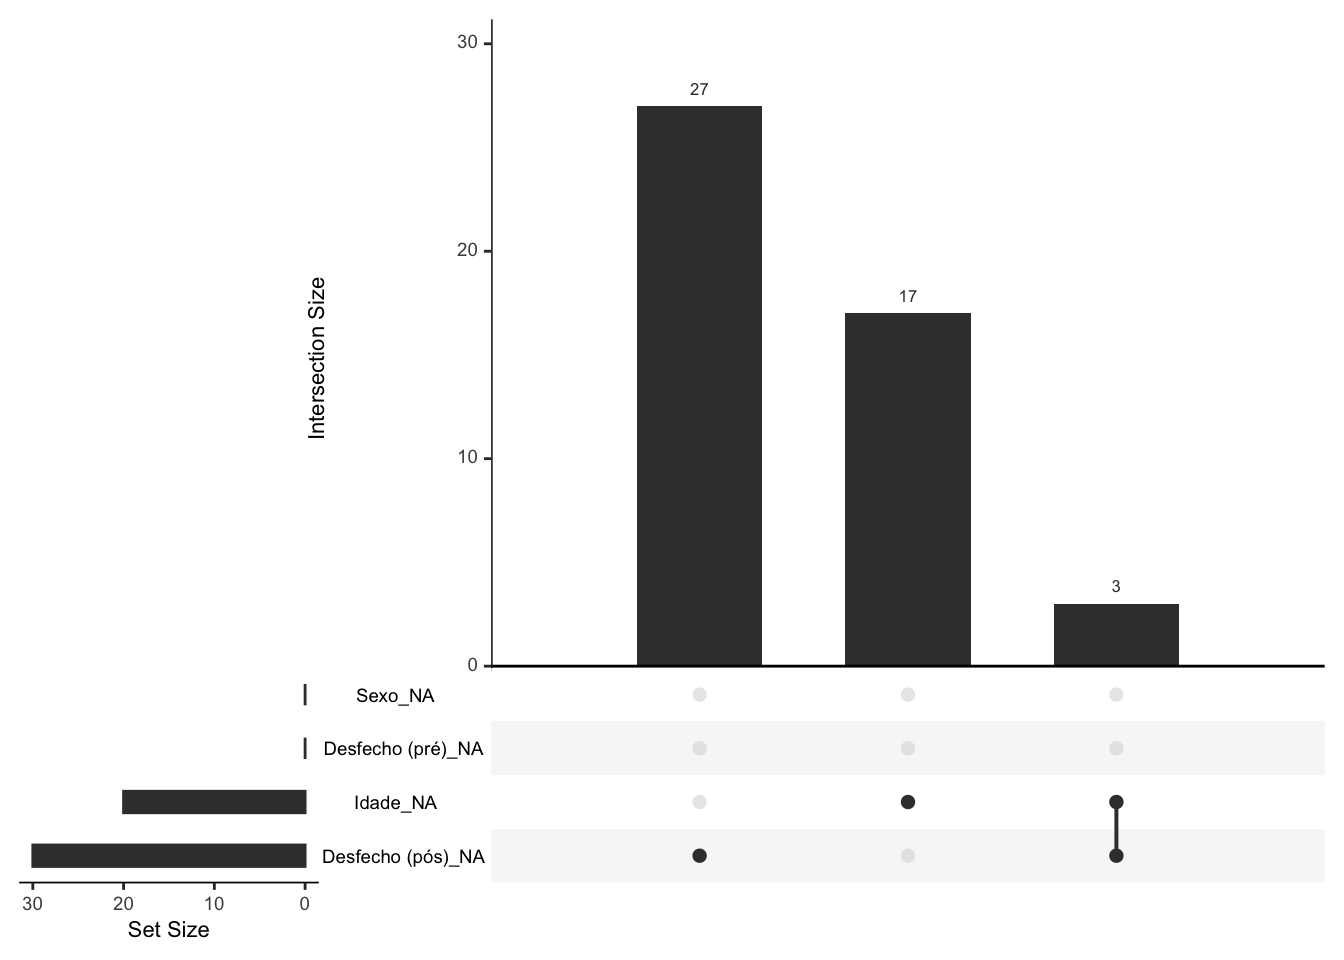 30
27
20
17
Intersection Size
10
3
0
Sexo_NA
Desfecho (pré)_NA
Idade_NA
Desfecho (pós)_NA
30 20 10 0
Set Size